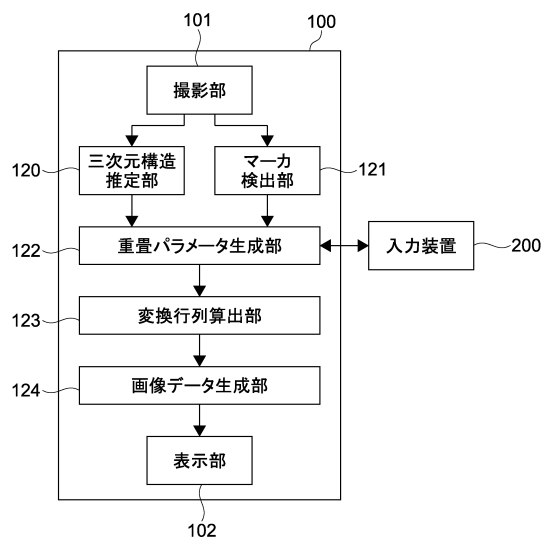 101
100
撮影部
120
三次元構造
推定部
マーカ
検出部
121
122
重畳パラメータ生成部
入力装置
200
123
変換行列算出部
124
画像データ生成部
表示部
102